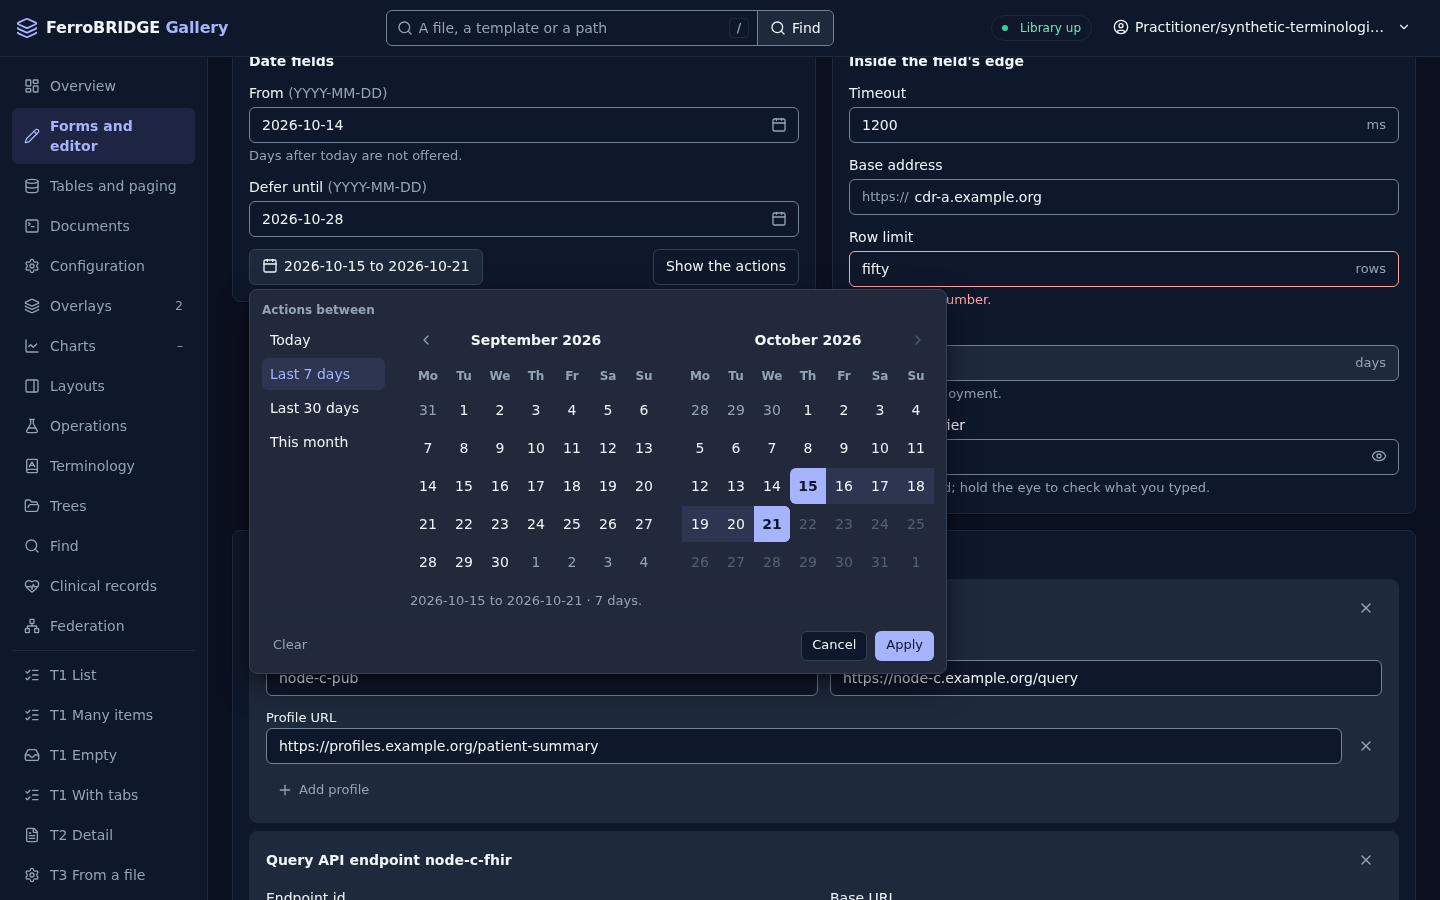 FerroBRIDGE Gallery
A file, a template or a path
/
Find
Library up
Practitioner/synthetic-terminologi...
Overview
Forms and
editor
Tables and paging
Documents
Configuration
Overlays
2
Charts
–
Layouts
Operations
Terminology
Trees
Find
Clinical records
Federation
T1 List
T1 Many items
T1 Empty
T1 With tabs
T2 Detail
T3 From a file
Date fields
From (YYYY-MM-DD)
2026-10-14
Days after today are not offered.
Defer until (YYYY-MM-DD)
2026-10-28
2026-10-15 to 2026-10-21
Show the actions
Inside the field's edge
Timeout
1200
ms
Base address
https:// cdr-a.example.org
Row limit
fifty
rows
umber.
days
oyment.
ier
d; hold the eye to check what you typed.
Actions between
Today
Last 7 days
Last 30 days
This month
September 2026
Mo Tu We Th Fr Sa Su
31 1 2 3 4 5 6
7 8 9 10 11 12 13
14 15 16 17 18 19 20
21 22 23 24 25 26 27
28 29 30 1 2 3 4
October 2026
Mo Tu We Th Fr Sa Su
28 29 30 1 2 3 4
5 6 7 8 9 10 11
12 13 14 15 16 17 18
19 20 21 22 23 24 25
26 27 28 29 30 31 1
2026-10-15 to 2026-10-21 · 7 days.
Clear
Cancel
Apply
node-c-pub
https://node-c.example.org/query
Profile URL
https://profiles.example.org/patient-summary
Add profile
Query API endpoint node-c-fhir
Endpoint id
Base URL